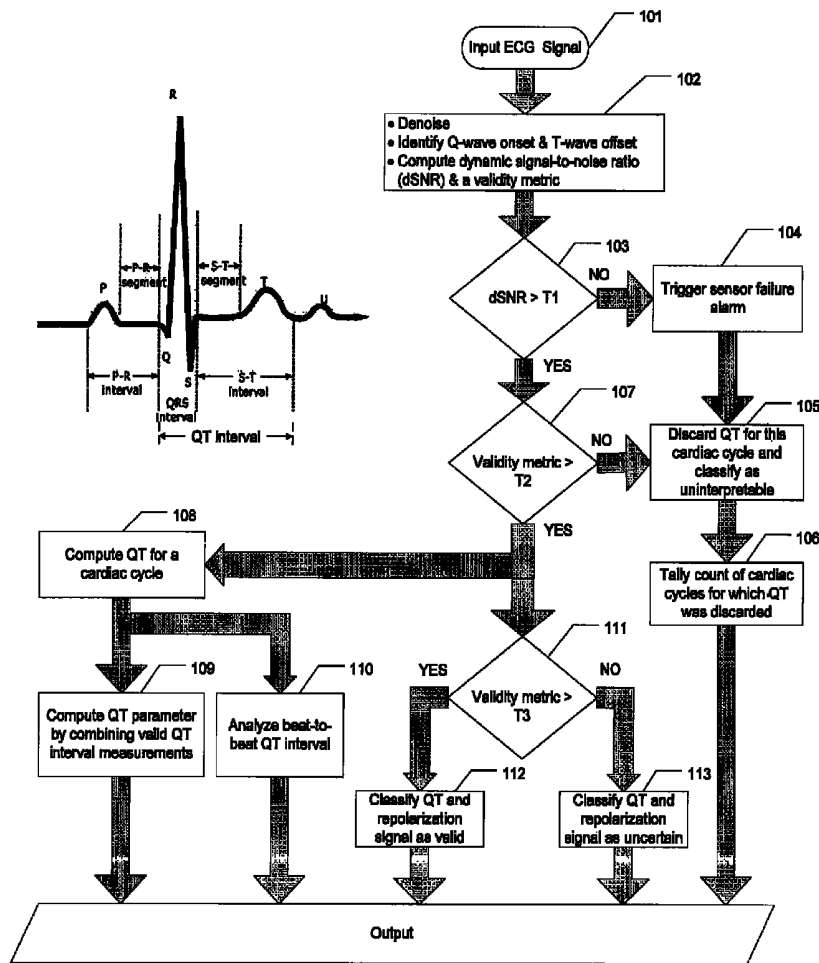 101
Input ECG Signal
102
• Denoise
• Identify Q-wave onset & T-wave offset
• Compute dynamic signal-to-noise ratio
(dSNR) & a validity metric
103
dSNR > T1
NO
104
Trigger sensor failure
alarm
YES
107
Validity metric >
T2
NO
105
Discard QT for this
cardiac cycle and
classify as
uninterpretable
YES
106
Tally count of cardiac
cycles for which QT
was discarded
R
P-R
segment
S-T
segment
P
T
U
Q
S
P-R
interval
QRS
interval
S-T
interval
QT interval
108
Compute QT for a
cardiac cycle
109
Compute QT parameter
by combining valid QT
interval measurements
110
Analyze beat-to-
beat QT interval
111
YES
NO
Validity metric >
T3
112
Classify QT and
repolarization
signal as valid
113
Classify QT and
repolarization
signal as uncertain
Output